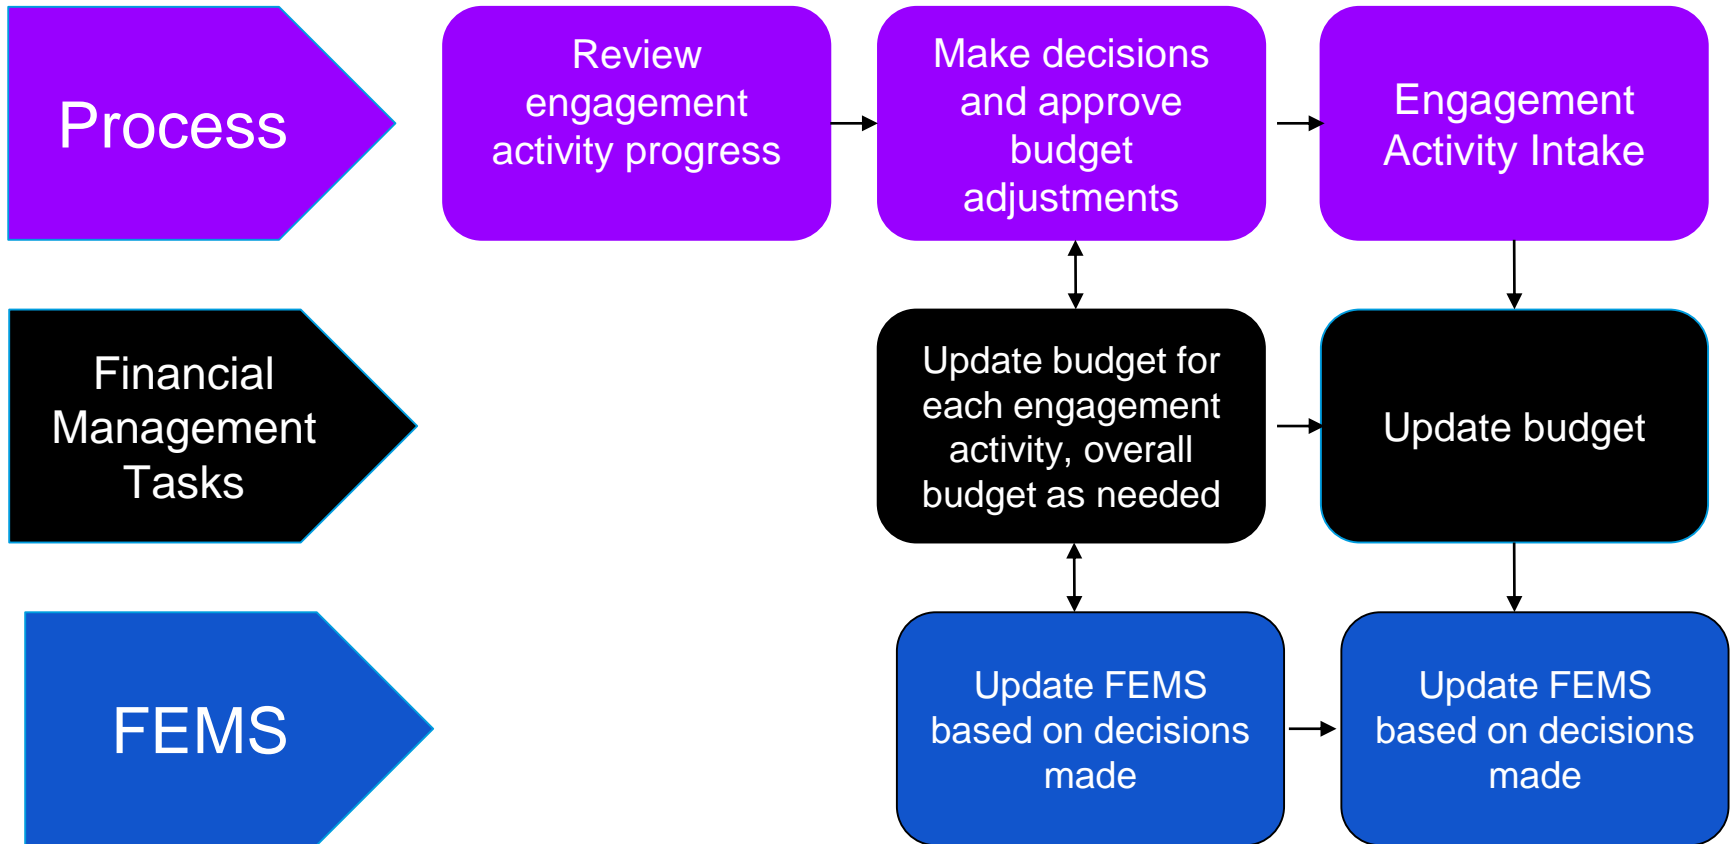 Process
Review
engagement
activity progress
Make decisions
and approve
budget
adjustments
Engagement
Activity Intake
Financial
Management
Tasks
Update budget for
each engagement
activity, overall
budget as needed
Update budget
FEMS
Update FEMS
based on decisions
made
Update FEMS
based on decisions
made